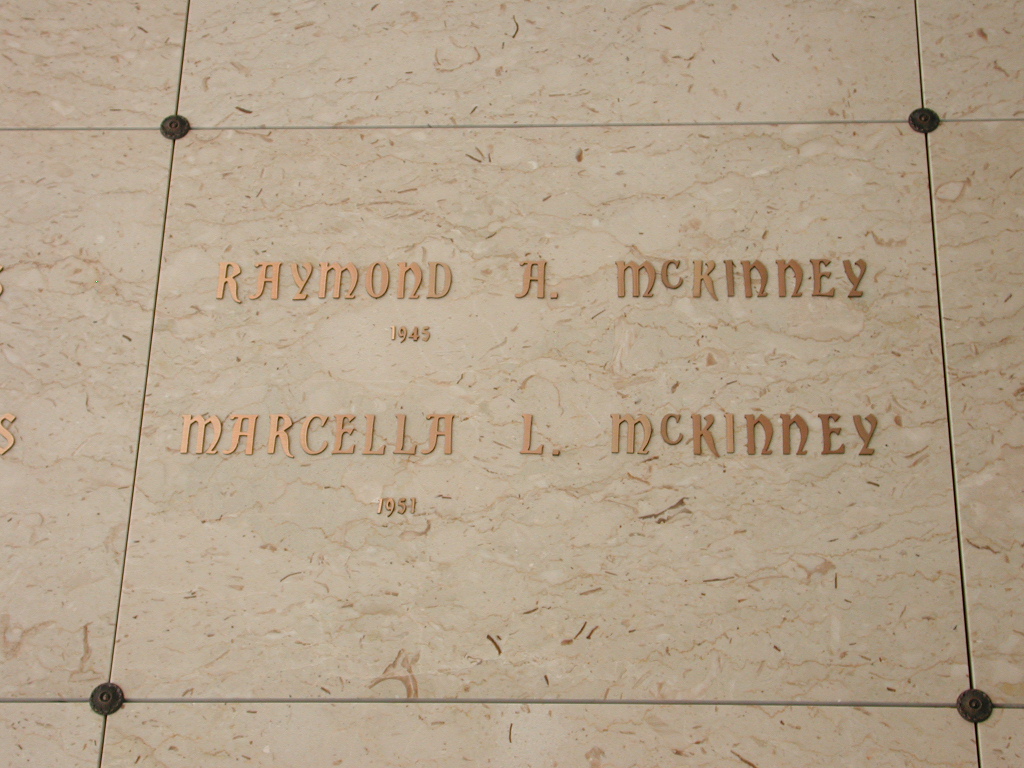 RAYMOND A. McKINNEY
1945
MARCELLA L. McKINNEY
1951